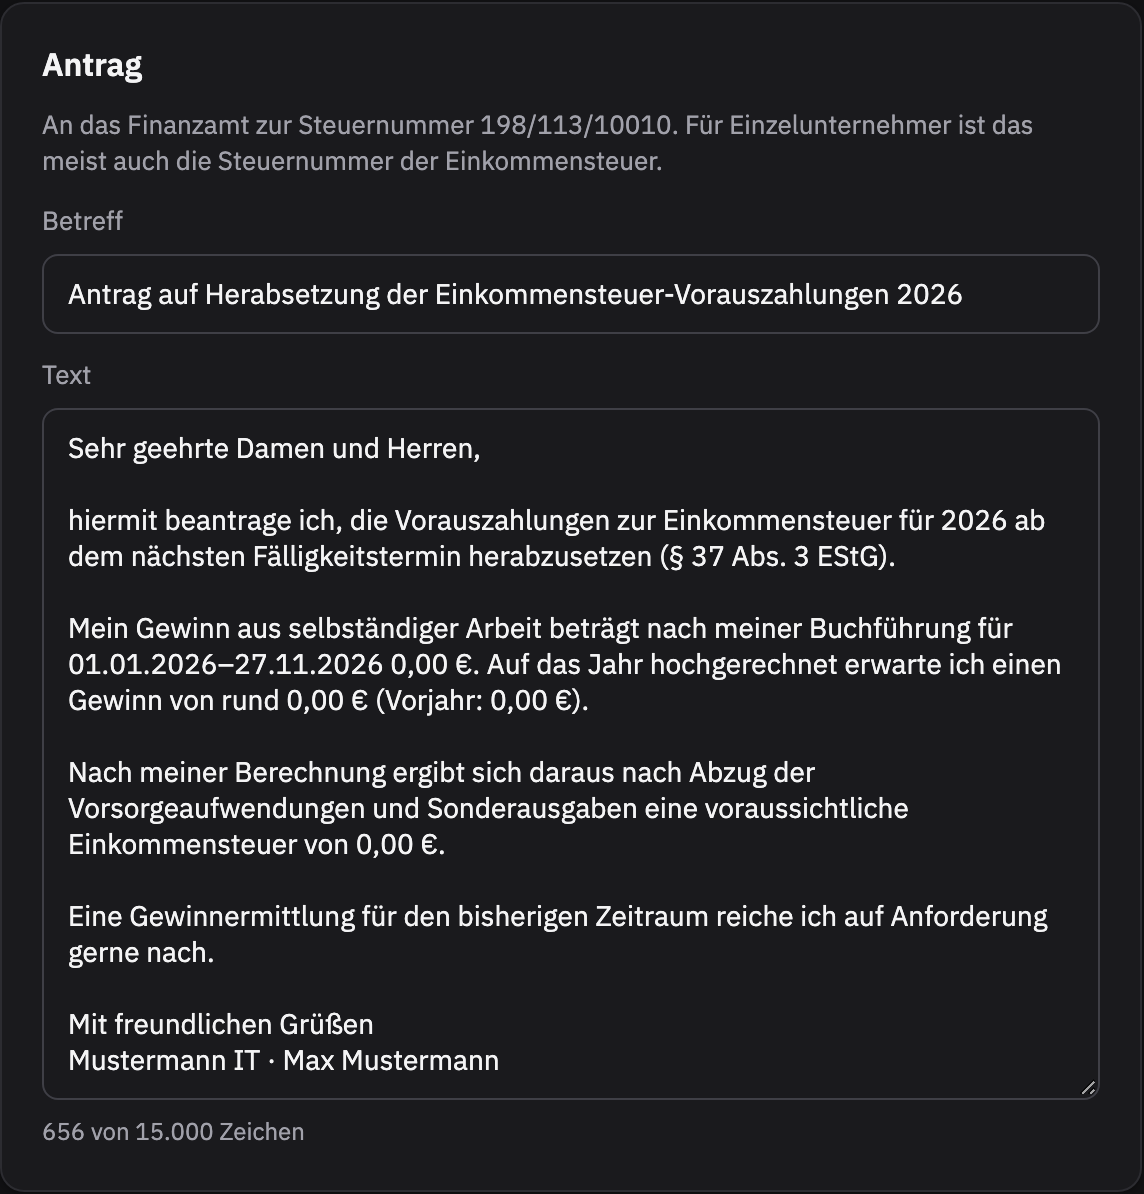 Antrag
An das Finanzamt zur Steuernummer 198/113/10010. Für Einzelunternehmer ist das
meist auch die Steuernummer der Einkommensteuer.
Betreff
Antrag auf Herabsetzung der Einkommensteuer-Vorauszahlungen 2026
Text
Sehr geehrte Damen und Herren,
hiermit beantrage ich, die Vorauszahlungen zur Einkommensteuer für 2026 ab
dem nächsten Fälligkeitstermin herabzusetzen (§ 37 Abs. 3 EStG).
Mein Gewinn aus selbständiger Arbeit beträgt nach meiner Buchführung für
01.01.2026–27.11.2026 0,00 €. Auf das Jahr hochgerechnet erwarte ich einen
Gewinn von rund 0,00 € (Vorjahr: 0,00 €).
Nach meiner Berechnung ergibt sich daraus nach Abzug der
Vorsorgeaufwendungen und Sonderausgaben eine voraussichtliche
Einkommensteuer von 0,00 €.
Eine Gewinnermittlung für den bisherigen Zeitraum reiche ich auf Anforderung
gerne nach.
Mit freundlichen Grüßen
Mustermann IT · Max Mustermann
656 von 15.000 Zeichen